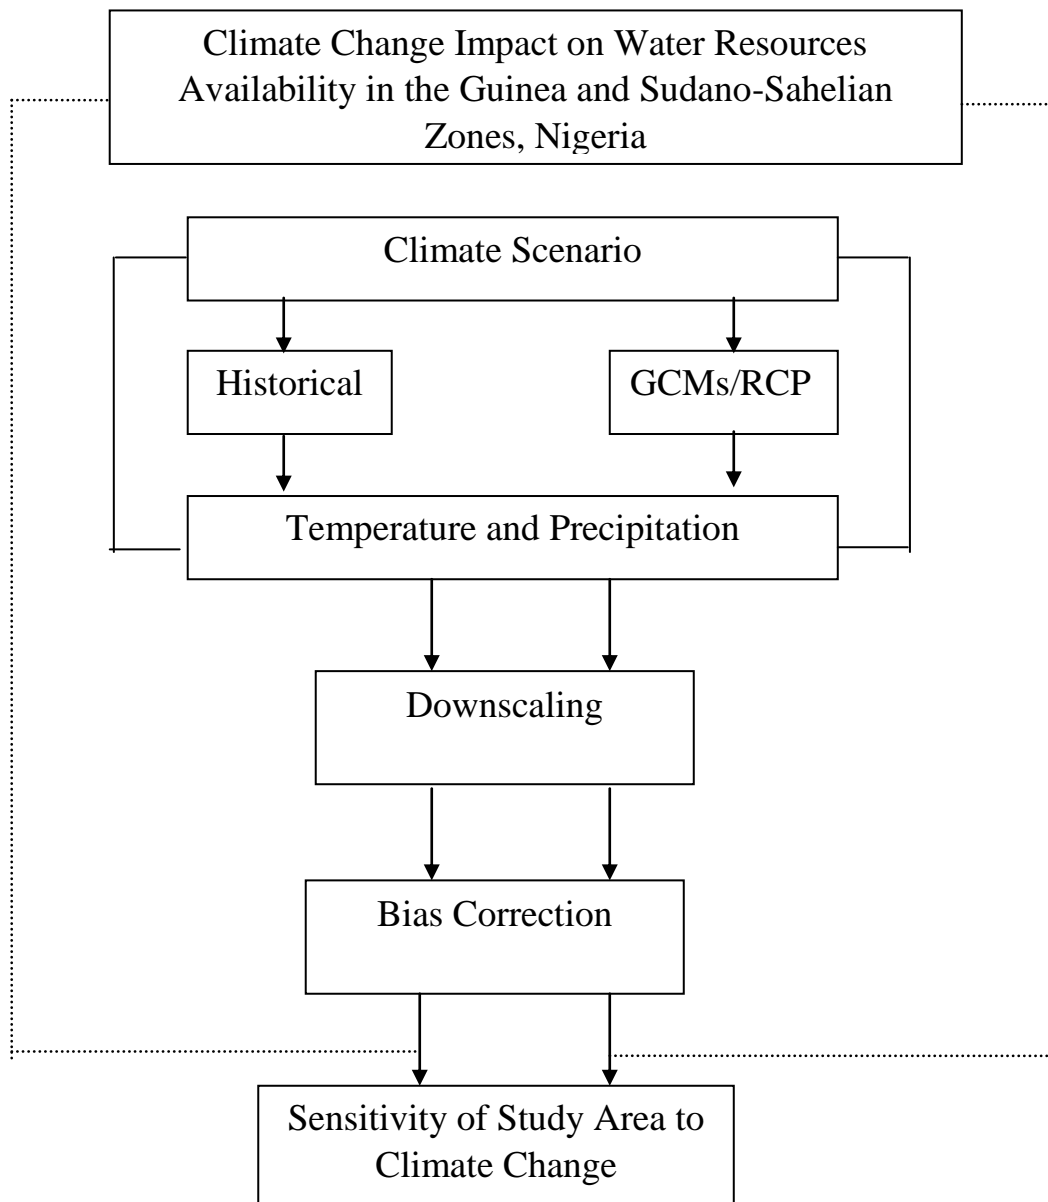 Climate Change Impact on Water Resources
Availability in the Guinea and Sudano-Sahelian
Zones, Nigeria
Climate Scenario
Historical
GCMs/RCP
Temperature and Precipitation
Downscaling
Bias Correction
Sensitivity of Study Area to
Climate Change